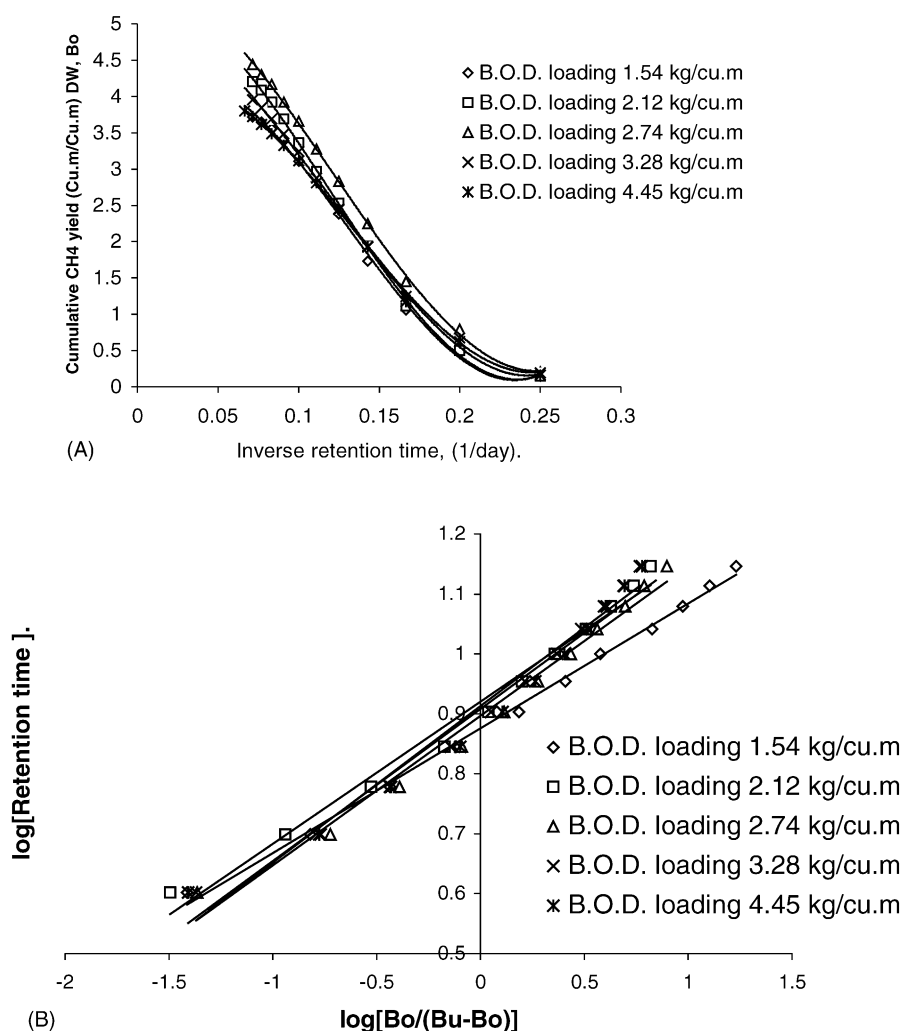 Cumulative CH4 yield (Cu.m/Cu.m) DW, Bo
5
4.5
4
3.5
3
2.5
2
1.5
1
0.5
0
0 0.05 0.1 0.15 0.2 0.25 0.3
B.O.D. loading 1.54 kg/cu.m
B.O.D. loading 2.12 kg/cu.m
B.O.D. loading 2.74 kg/cu.m
B.O.D. loading 3.28 kg/cu.m
B.O.D. loading 4.45 kg/cu.m
(A) Inverse retention time, (1/day).
log[Retention time ].
1.2
1.1
1
0.9
0.8
0.7
0.6
0.5
B.O.D. loading 1.54 kg/cu.m
B.O.D. loading 2.12 kg/cu.m
B.O.D. loading 2.74 kg/cu.m
B.O.D. loading 3.28 kg/cu.m
B.O.D. loading 4.45 kg/cu.m
-2 -1.5 -1 -0.5 0 0.5 1 1.5
(B) log[Bo/(Bu-Bo)]